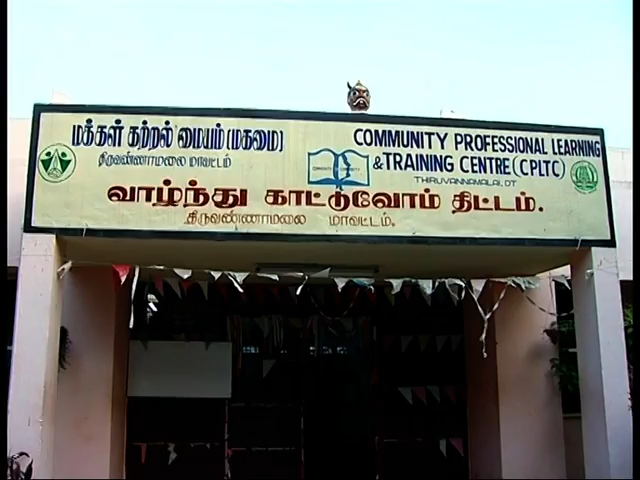 மக்கள் கற்றல் மையம் (மகமை)
திருவண்ணாமலை மாவட்டம்
COMMUNITY PROFESSIONAL LEARNING
& TRAINING CENTRE (CPLTC)
THIRUVANNAMALAI, DT
வாழ்ந்து காட்டுவோம் திட்டம்.
திருவண்ணாமலை மாவட்டம்.